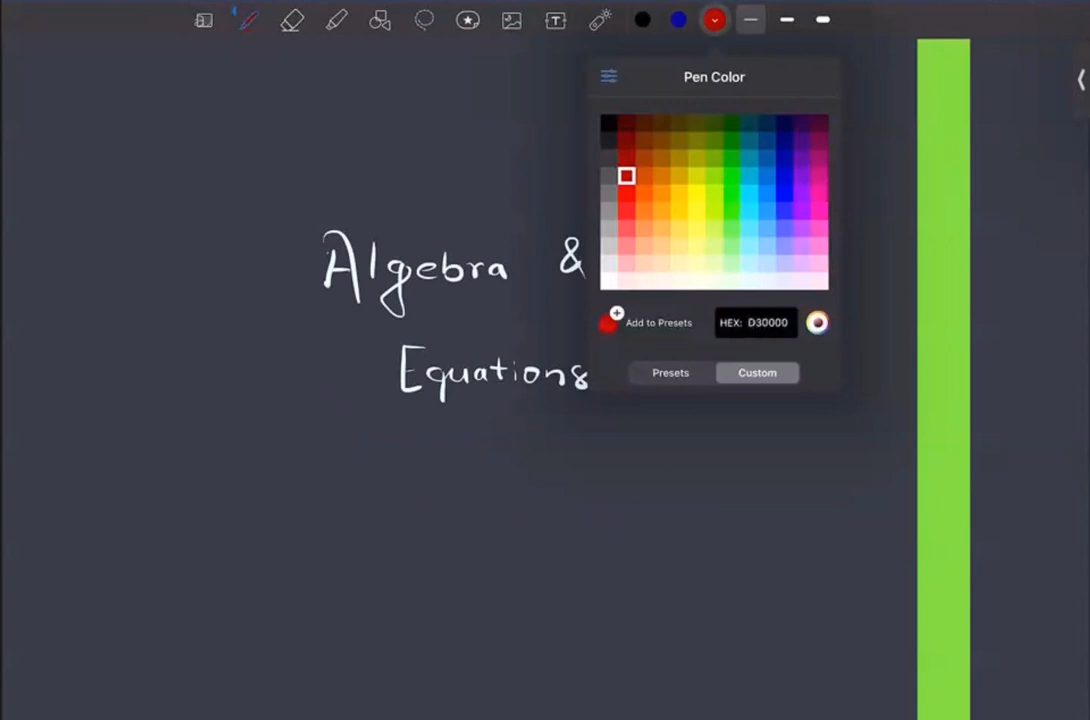 Pen Color
Algebra &
Add to Presets
HEX: D30000
Equations
Presets
Custom